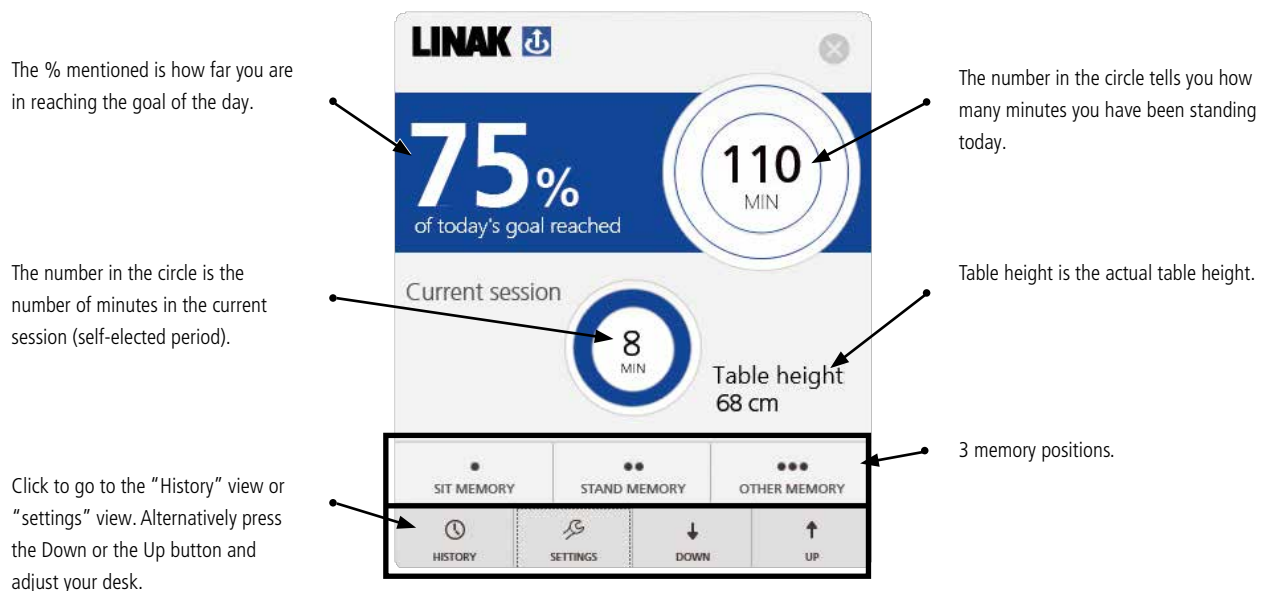 LINAK
The % mentioned is how far you are
in reaching the goal of the day.
The number in the circle tells you how
many minutes you have been standing
today.
75%
of today's goal reached
110
MIN
The number in the circle is the
number of minutes in the current
session (self-elected period).
Current session
8
MIN
Table height is the actual table height.
Table height
68 cm
3 memory positions.
SIT MEMORY
STAND MEMORY
OTHER MEMORY
Click to go to the "History" view or
"settings" view. Alternatively press
the Down or the Up button and
adjust your desk.
HISTORY
SETTINGS
DOWN
UP